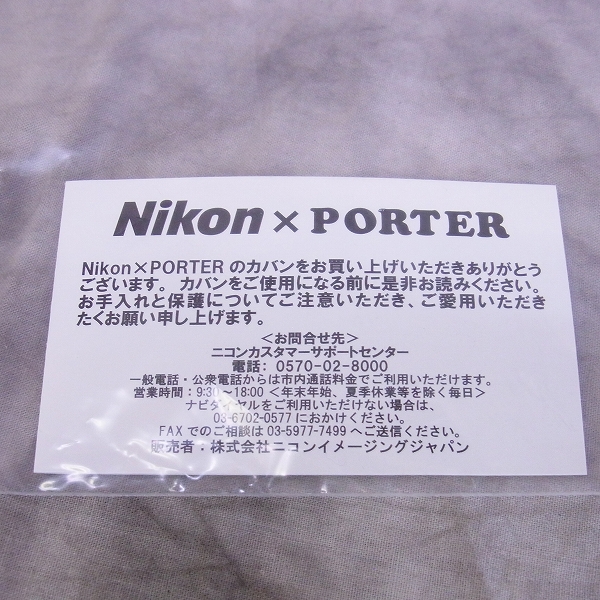 Nikon × PORTER
Nikon×PORTER のカバンをお買い上げいただきありがとう
ございます。カバンをご使用になる前に是非お読みください。
お手入れと保護についてご注意いただき、ご愛用いただき
たくお願い申し上げます。
＜お問合せ先＞
ニコンカスタマーサポートセンター
電話： 0570-02-8000
一般電話・公衆電話からは市内通話料金でご利用いただけます。
営業時間：9:30～18:00 ＜年末年始、夏季休業等を除く毎日＞
ナビダイヤルをご利用いただけない場合は、
03-6702-0577 におかけください。
FAX でのご相談は 03-5977-7499 へご送信ください。
販売者：株式会社ニコンイメージングジャパン